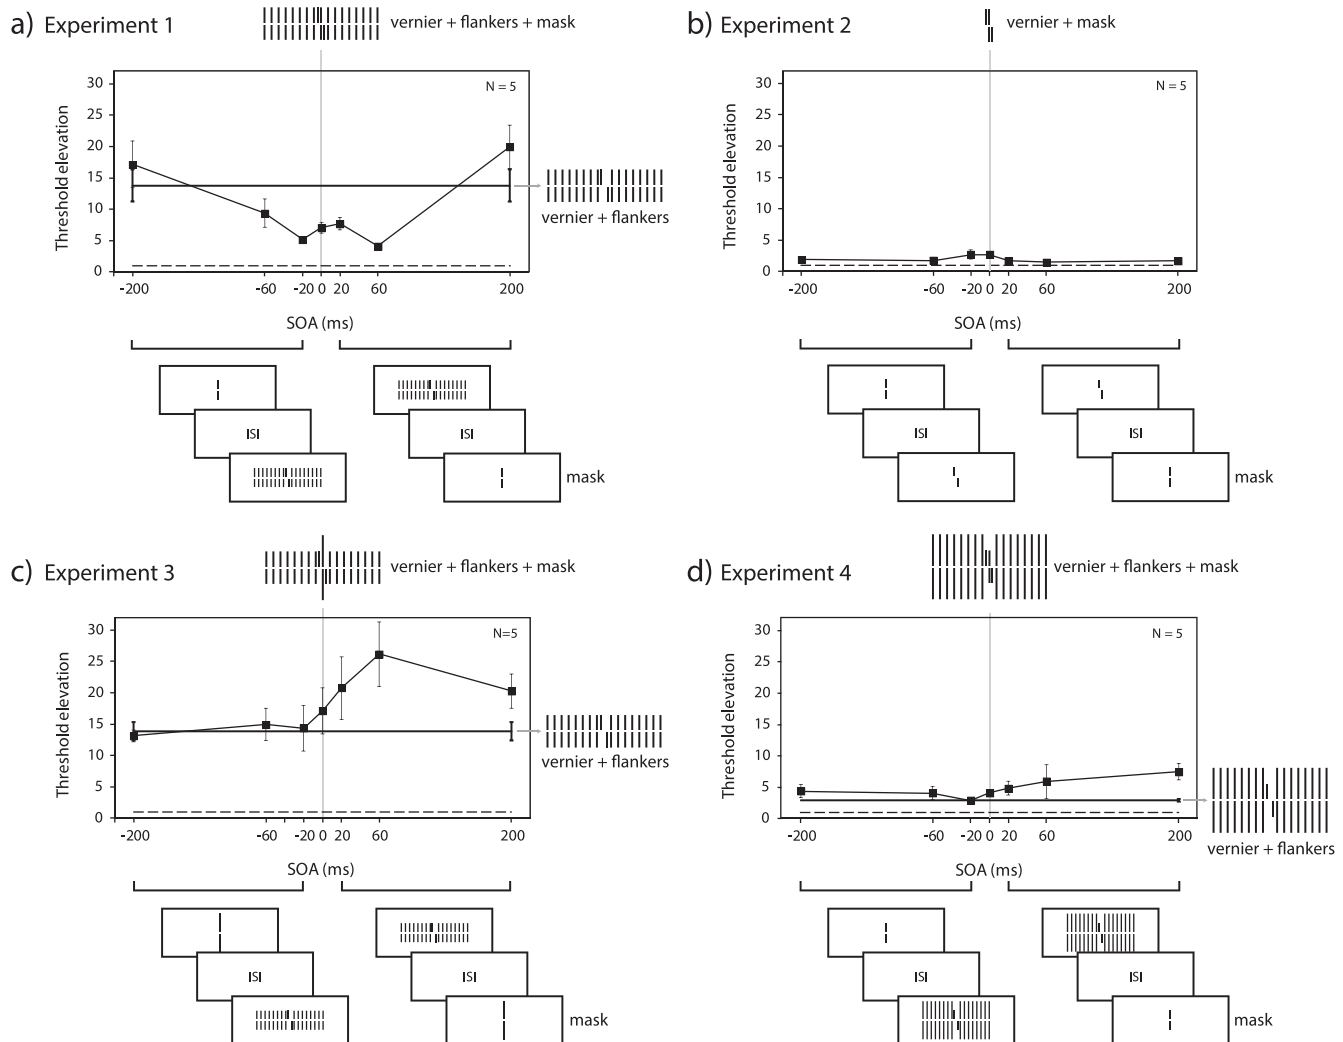 a) Experiment 1
vernier + flankers + mask
N = 5
Threshold elevation
30
25
20
15
10
5
0
-200
-60
-20
0
20
60
200
SOA (ms)
vernier + flankers
ISI
ISI
mask
b) Experiment 2
vernier + mask
N = 5
Threshold elevation
30
25
20
15
10
5
0
-200
-60
-20
0
20
60
200
SOA (ms)
ISI
ISI
mask
c) Experiment 3
vernier + flankers + mask
N=5
Threshold elevation
30
25
20
15
10
5
0
-200
-60
-20
0
20
60
200
SOA (ms)
vernier + flankers
ISI
ISI
mask
d) Experiment 4
vernier + flankers + mask
N = 5
Threshold elevation
30
25
20
15
10
5
0
-200
-60
-20
0
20
60
200
SOA (ms)
vernier + flankers
ISI
ISI
mask